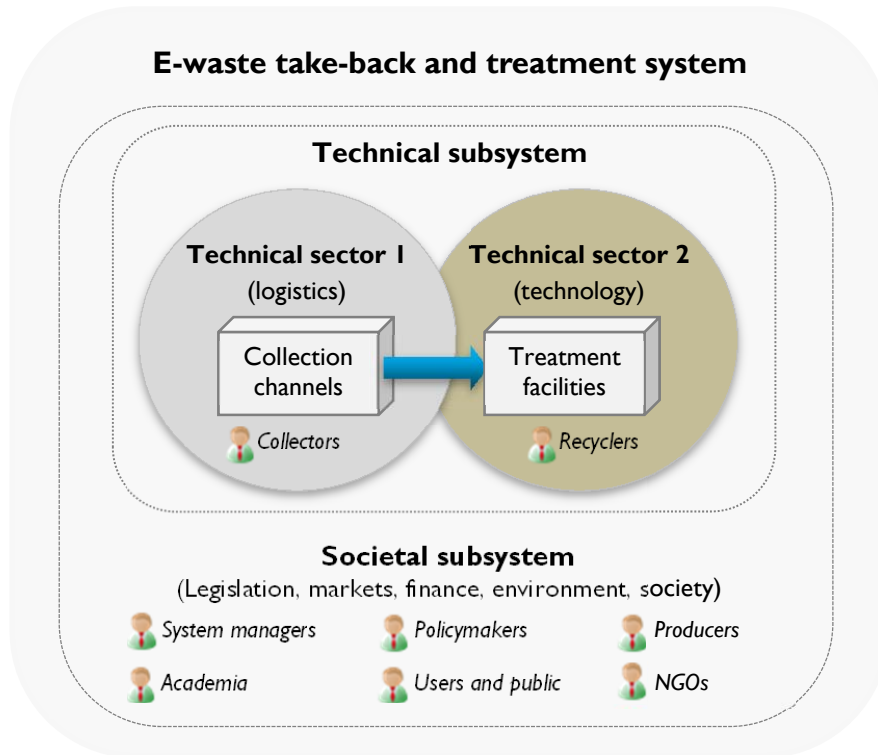 E-waste take-back and treatment system
Technical subsystem
Technical sector 1
(logistics)
Collection
channels
Collectors
Technical sector 2
(technology)
Treatment
facilities
Recyclers
Societal subsystem
(Legislation, markets, finance, environment, society)
System managers
Policymakers
Producers
Academia
Users and public
NGOs